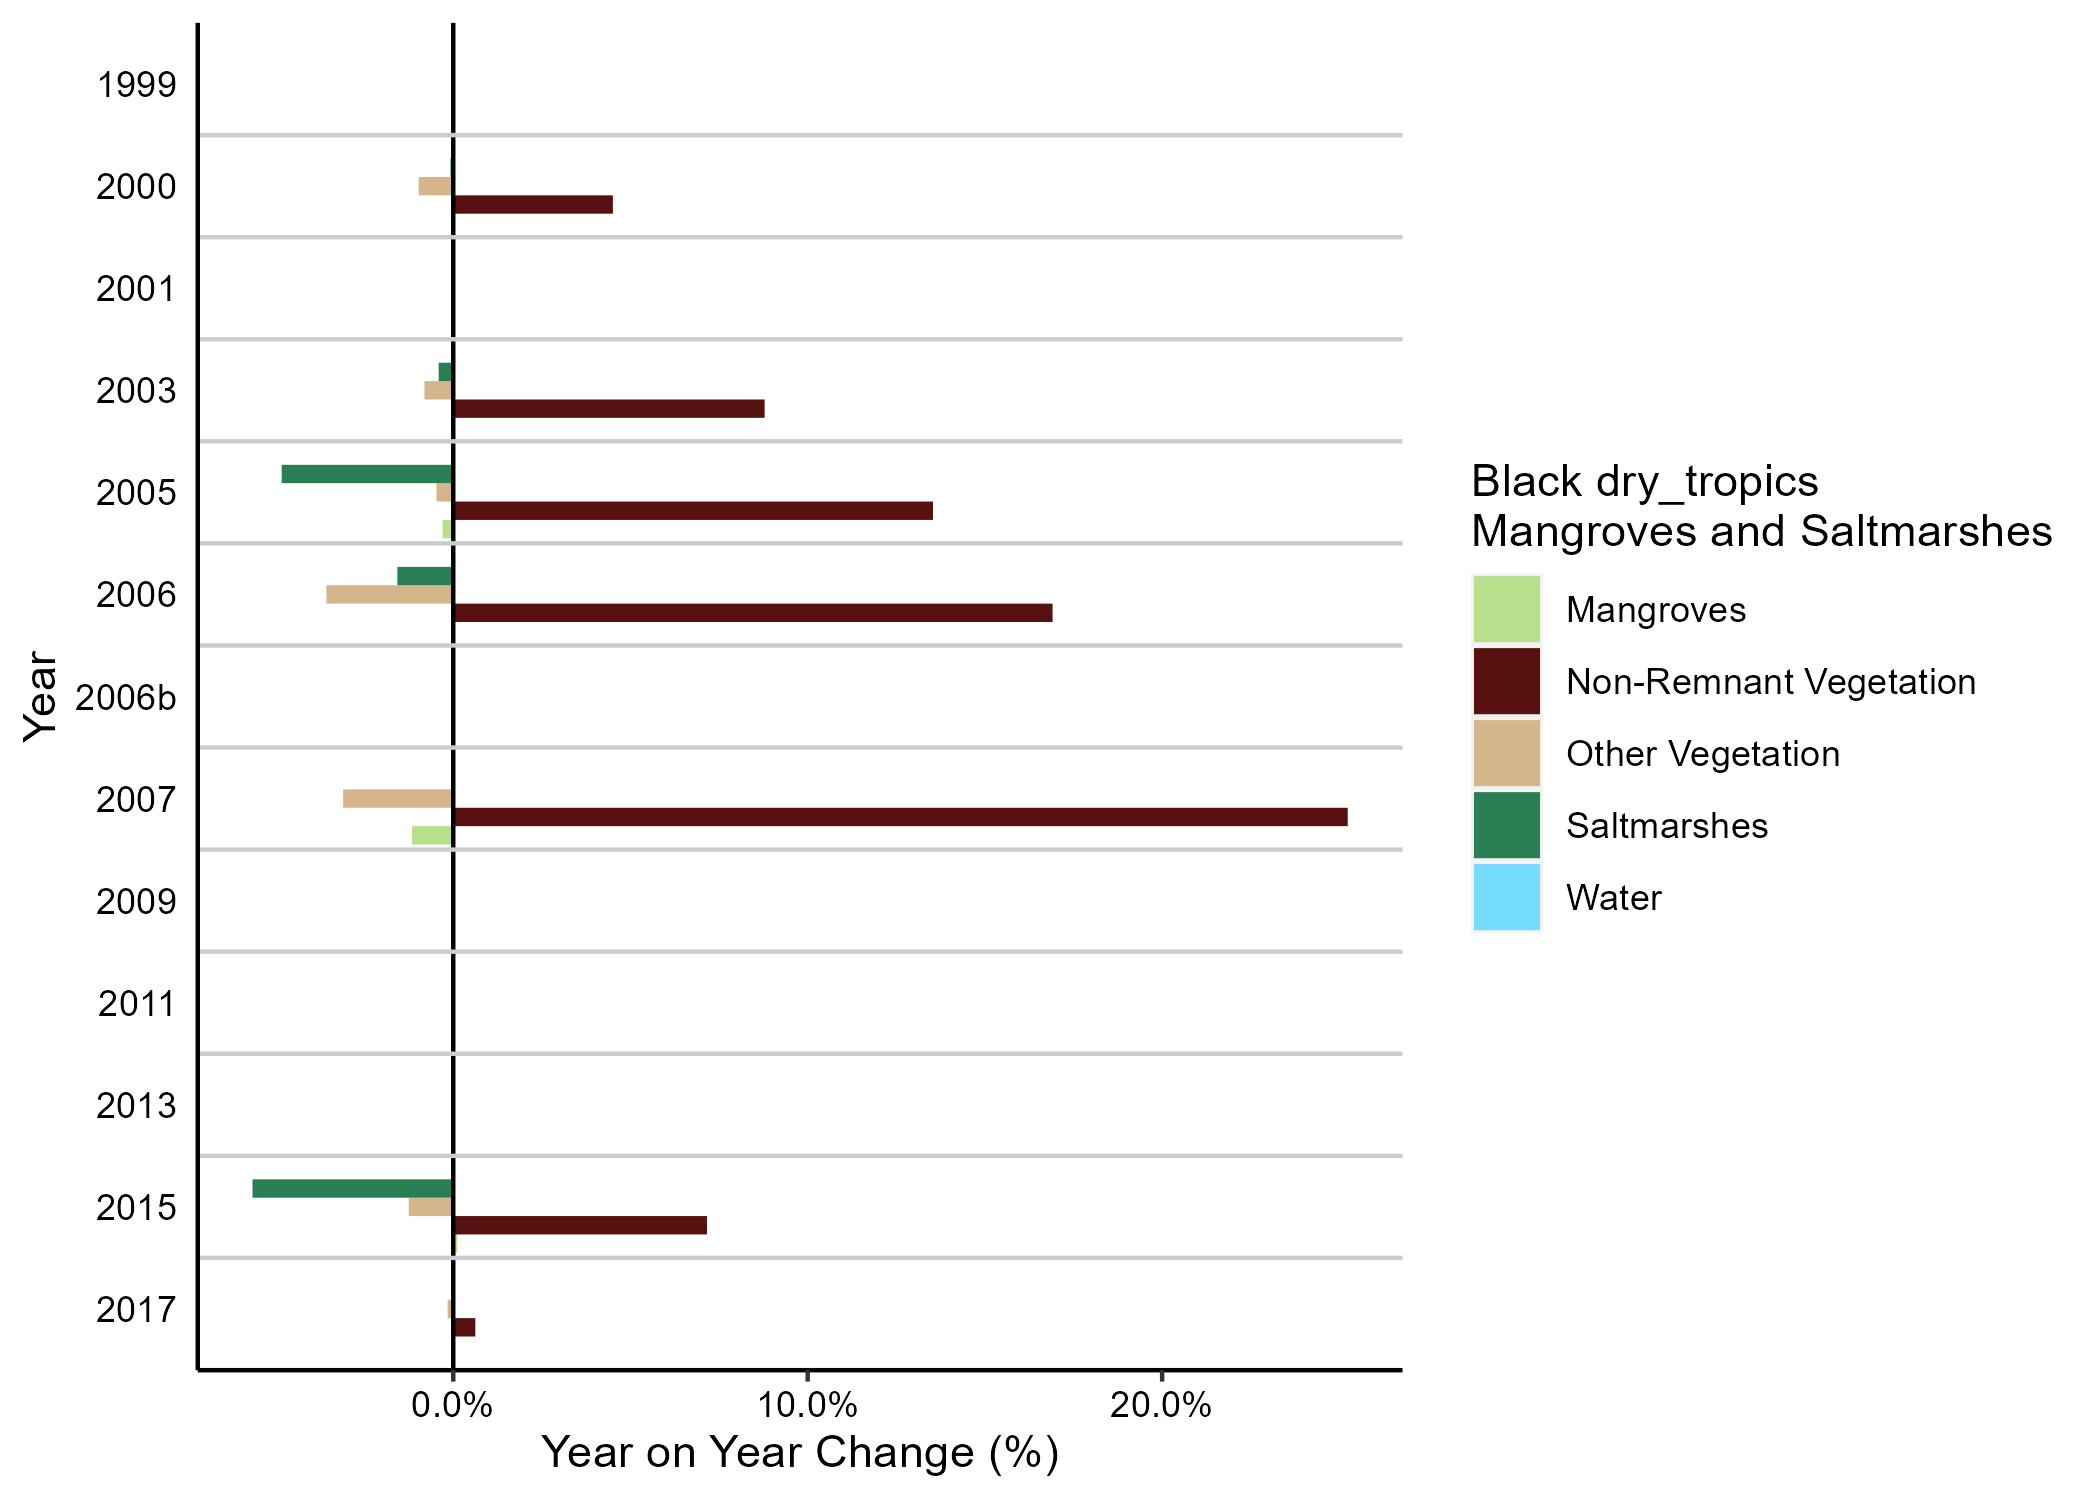 1999
2000
2001
2003
2005
2006
2006b
2007
2009
2011
2013
2015
2017
Year
0.0%
10.0%
20.0%
Year on Year Change (%)
Black dry_tropics
Mangroves and Saltmarshes
Mangroves
Non-Remnant Vegetation
Other Vegetation
Saltmarshes
Water